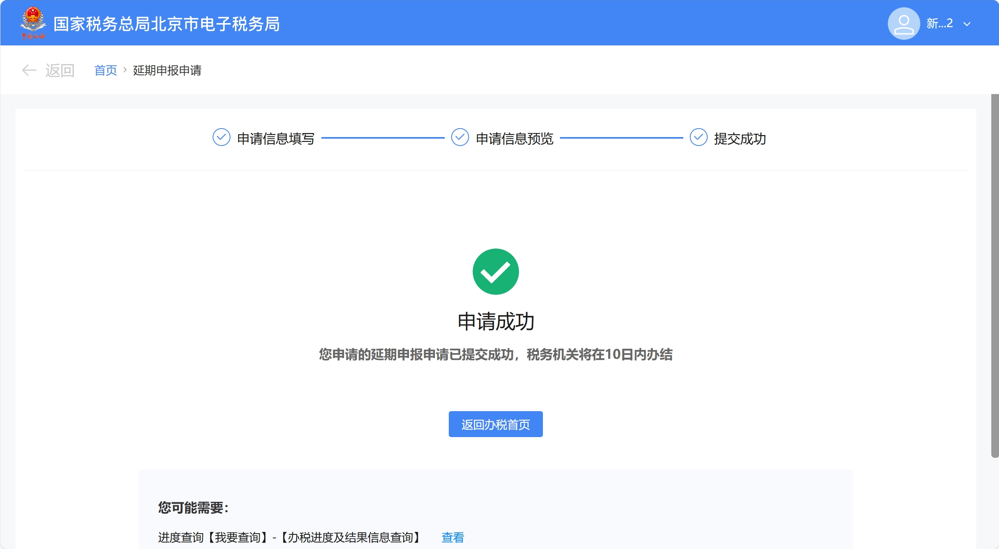 国家税务总局北京市电子税务局
新...2
返回 首页 > 延期申报申请
申请信息填写 申请信息预览 提交成功
申请成功
您申请的延期申报申请已提交成功，税务机关将在10日内办结
返回办税首页
您可能需要：
进度查询【我要查询】-【办税进度及结果信息查询】 查看
中国税务